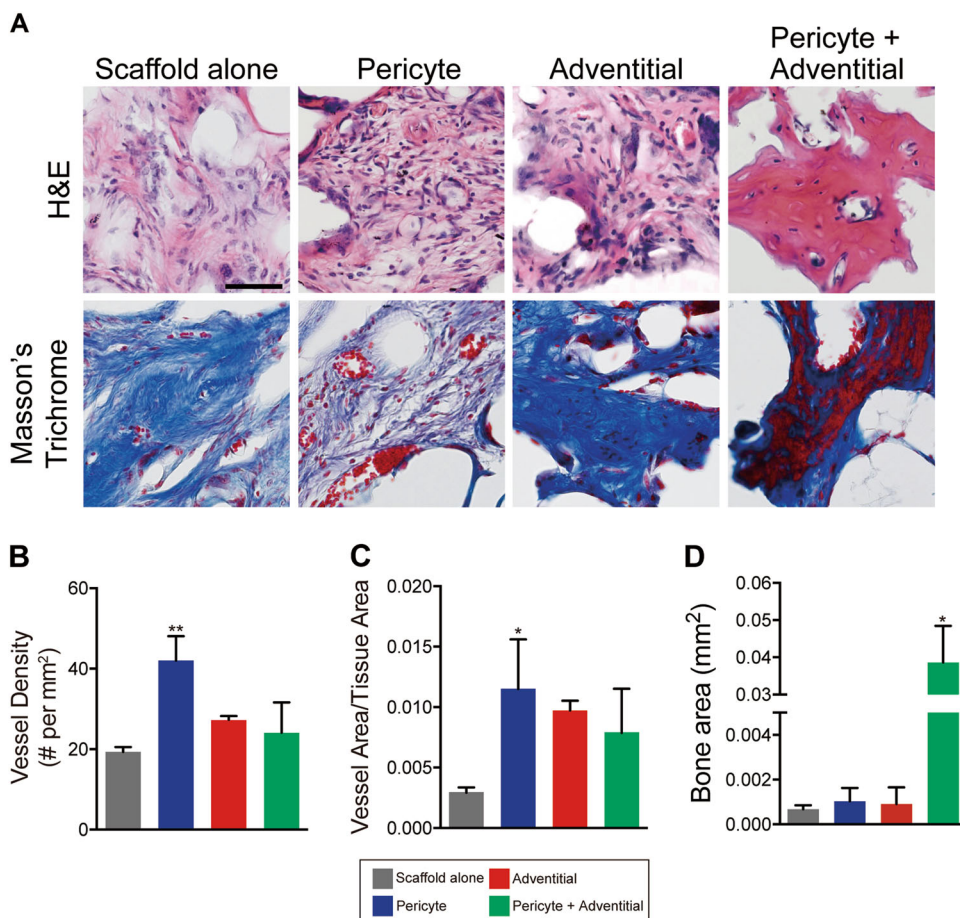 A
Scaffold alone
Pericyte
Adventitial
Pericyte +
Adventitial
H&E
Masson's
Trichrome
B
Vessel Density
(# per mm²)
60
40
20
0
**
C
Vessel Area/Tissue Area
0.020
0.015
0.010
0.005
0.000
*
D
Bone area (mm²)
0.06
0.05
0.04
0.03
0.004
0.002
0.000
*
Scaffold alone
Adventitial
Pericyte
Pericyte + Adventitial